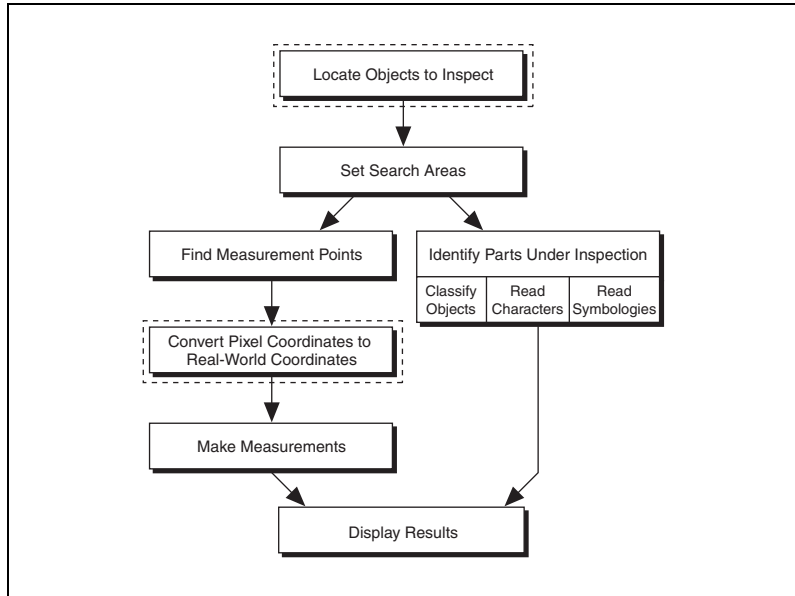 Locate Objects to Inspect
Set Search Areas
Find Measurement Points
Identify Parts Under Inspection
Classify
Objects
Read
Characters
Read
Symbologies
Convert Pixel Coordinates to
Real-World Coordinates
Make Measurements
Display Results